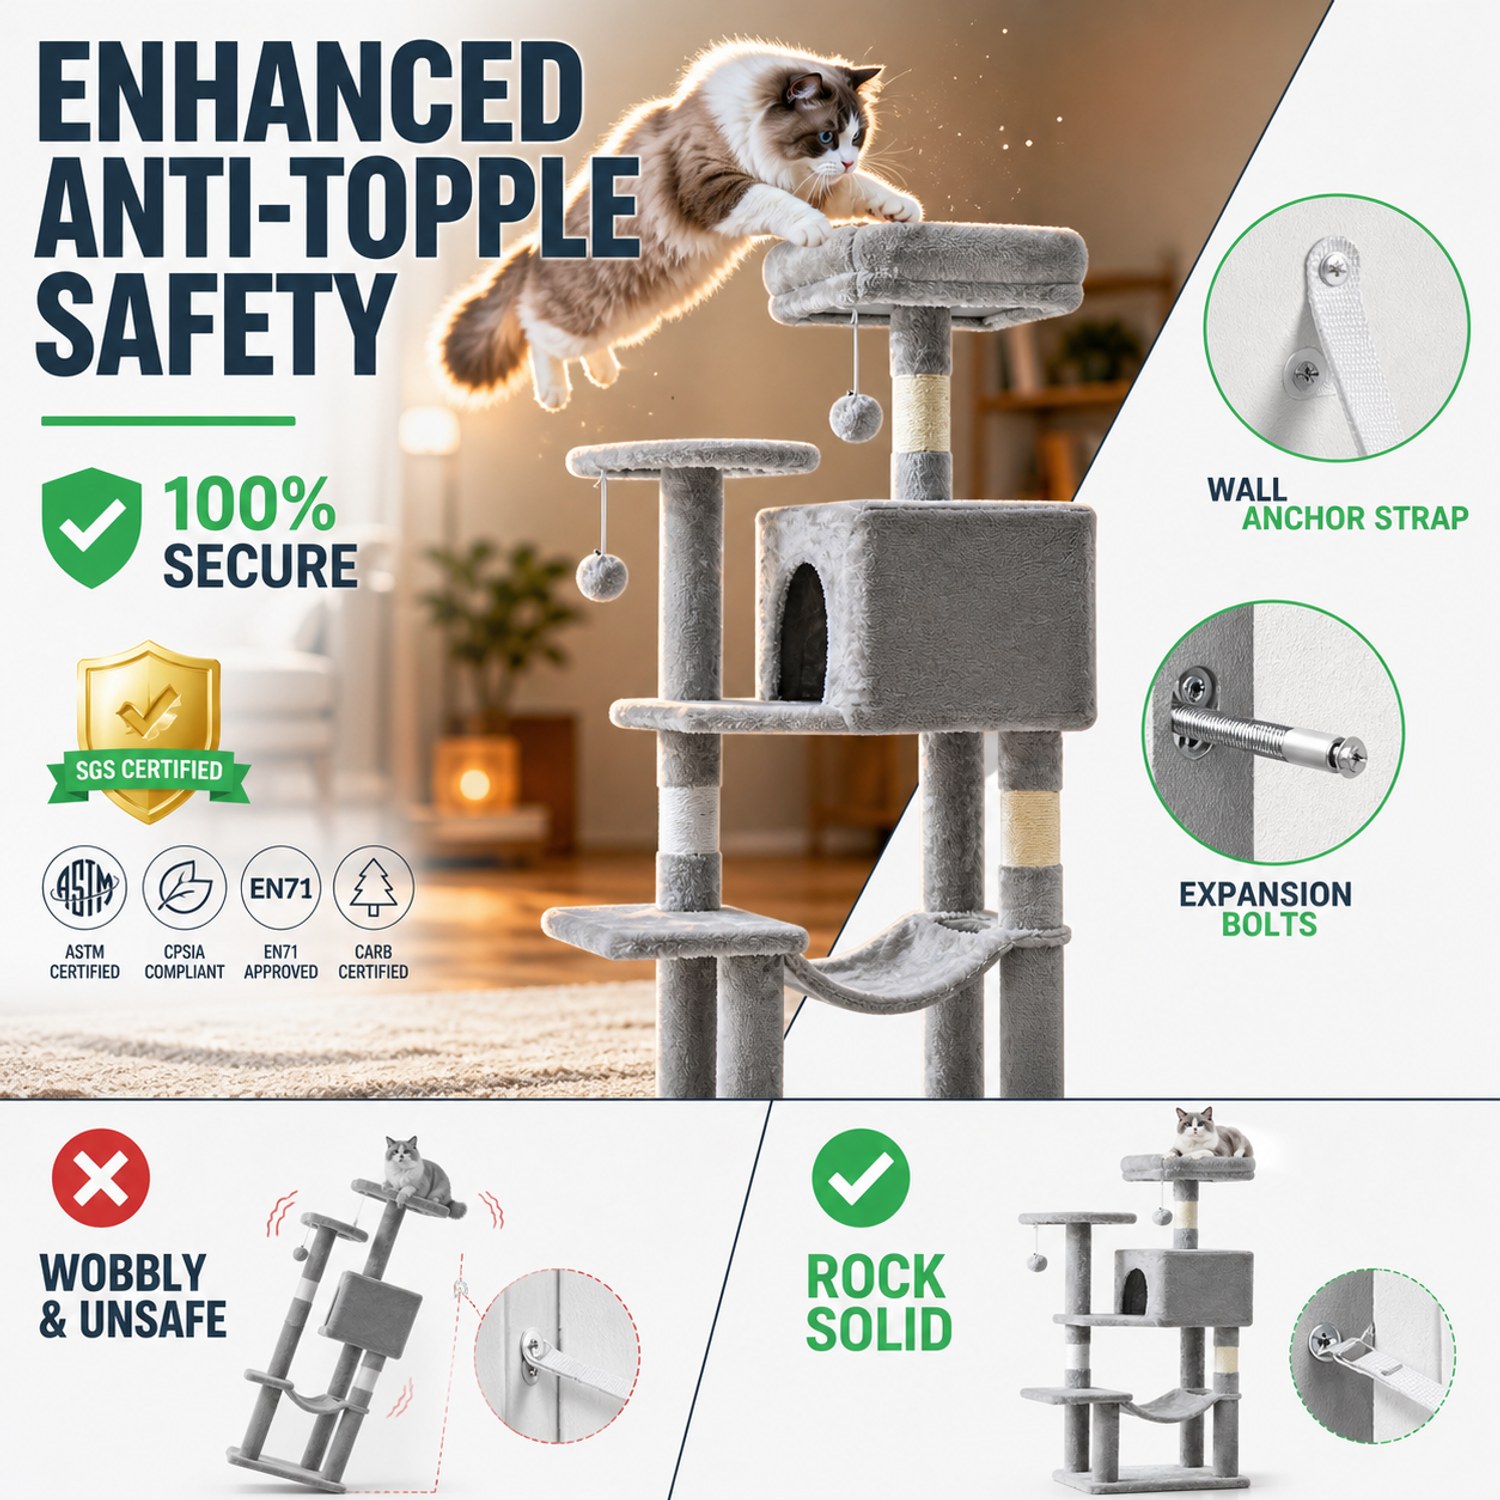 ENHANCED
ANTI-TOPPLE
SAFETY
100%
SECURE
SGS CERTIFIED
ASTM
EN71
ASTM
CERTIFIED
CPSIA
COMPLIANT
EN71
APPROVED
CARB
CERTIFIED
WALL
ANCHOR STRAP
EXPANSION
BOLTS
WOBBLY
& UNSAFE
ROCK
SOLID